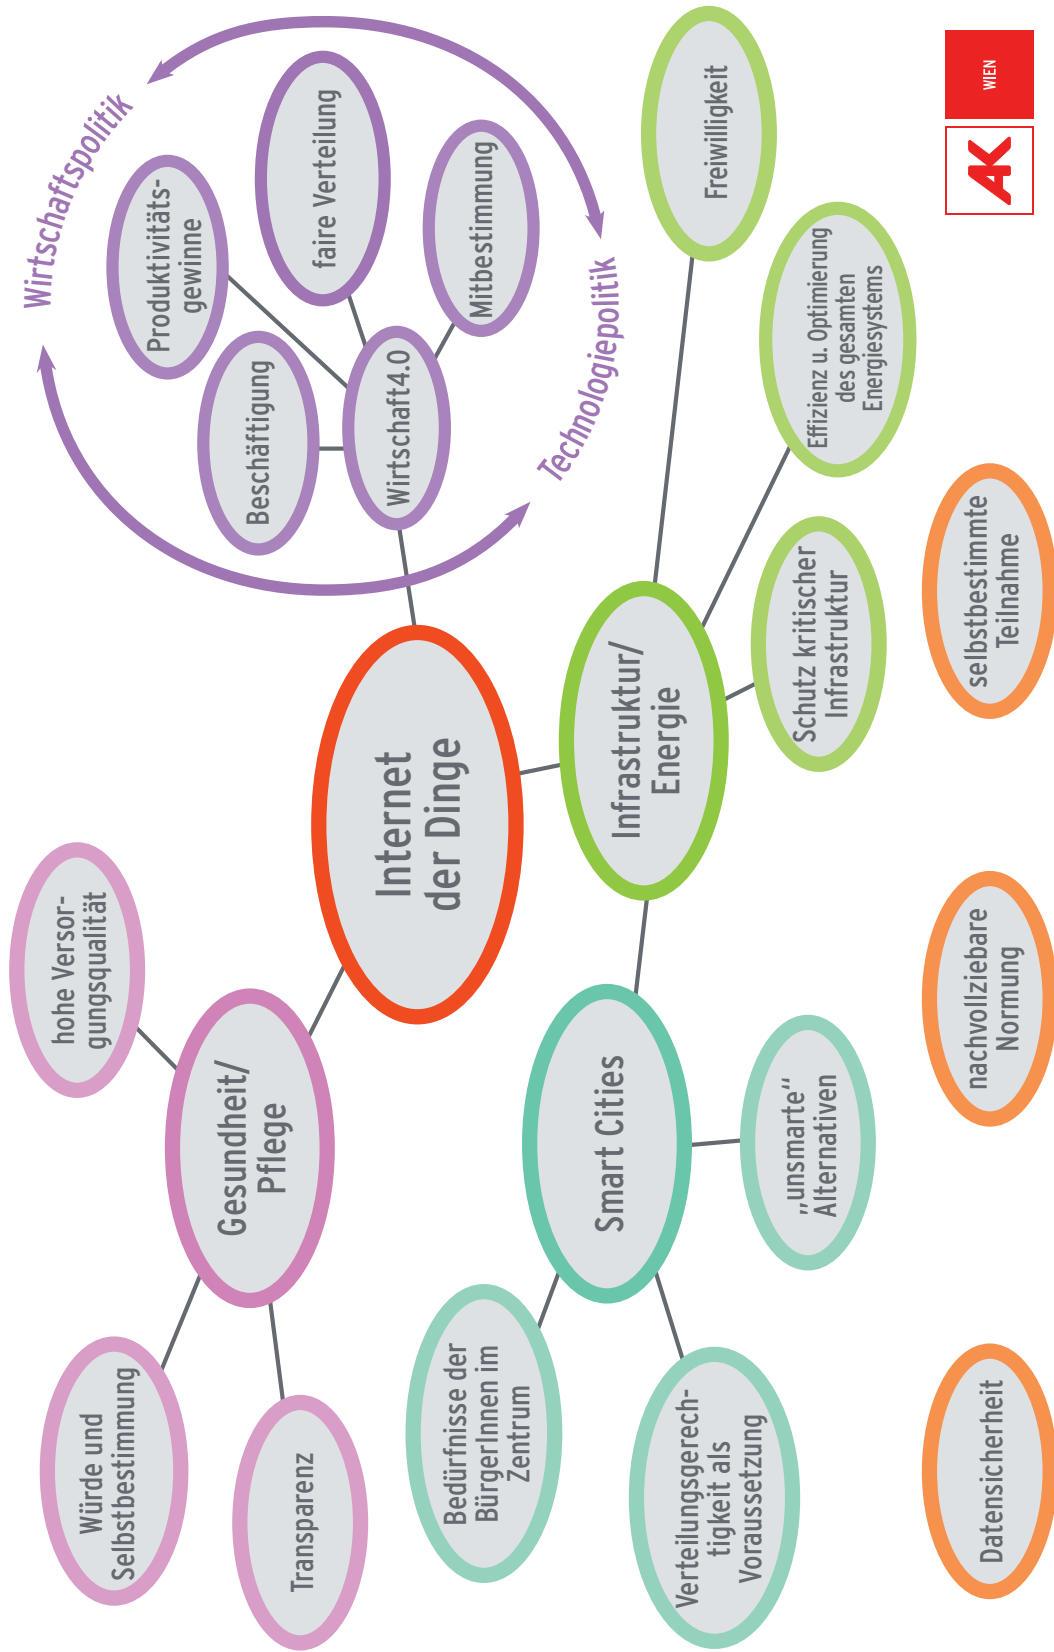 Würde und
Selbstbestimmung
hohe Versor-
gungsqualität
Transparenz
Gesundheit/
Pflege
Wirtschaftspolitik
Produktivitäts-
gewinne
Beschäftigung
faire Verteilung
Wirtschaft4.0
Mitbestimmung
Technologiepolitik
Internet
der Dinge
Bedürfnisse der
BürgerInnen im
Zentrum
Smart Cities
Infrastruktur/
Energie
Freiwilligkeit
Verteilungsgerech-
tigkeit als
Voraussetzung
„unsmarte“
Alternativen
Schutz kritischer
Infrastruktur
Effizienz u. Optimierung
des gesamten
Energiesystems
Datensicherheit
nachvollziebare
Normung
selbstbestimmte
Teilnahme
AK
WIEN